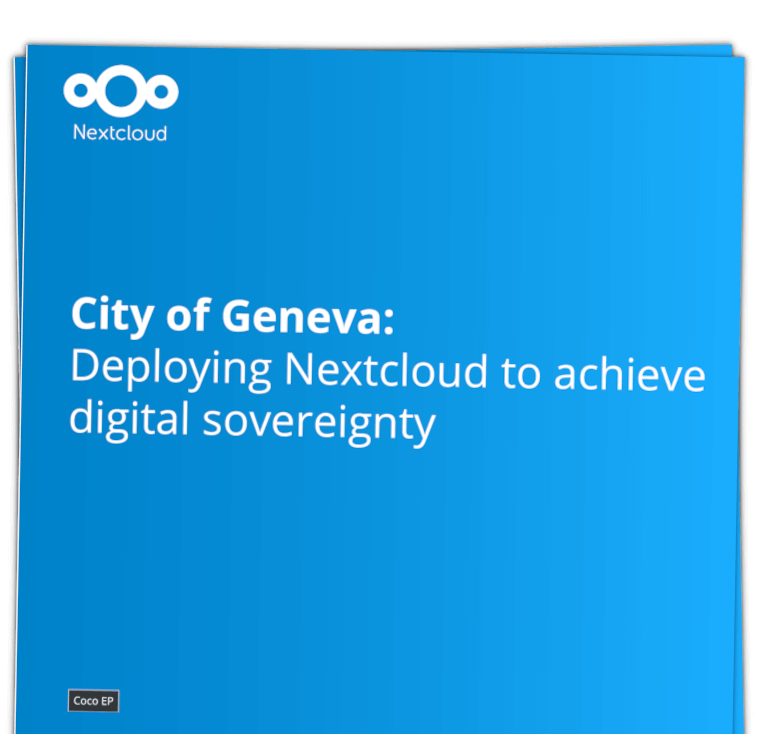 Nextcloud
City of Geneva:
Deploying Nextcloud to achieve
digital sovereignty
Coco EP